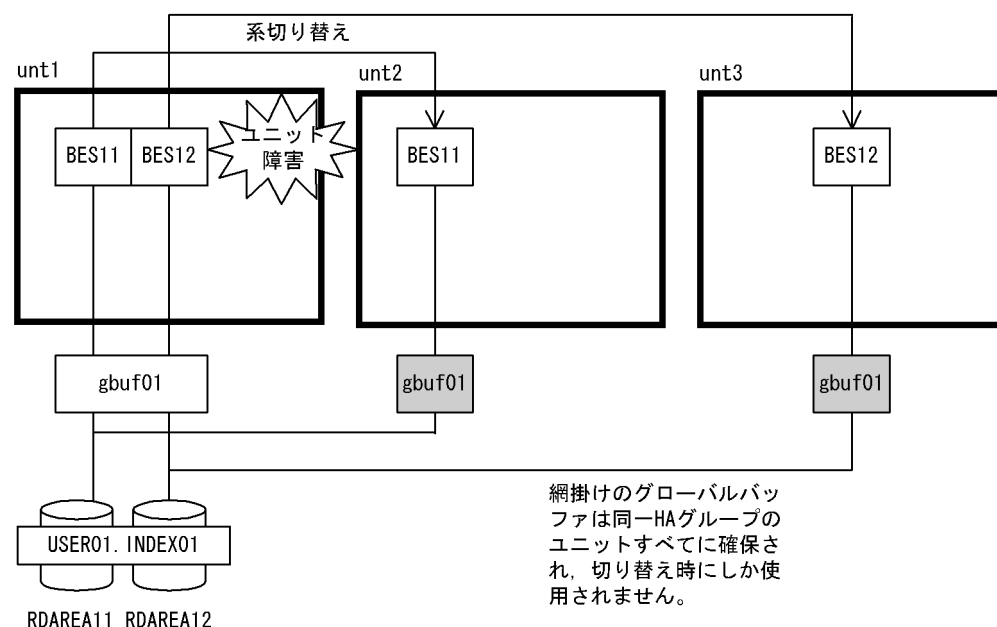 系切り替え
unt1
unt2
unt3
BES11
BES12
ユニット
障害
BES11
BES12
gbuf01
gbuf01
gbuf01
USER01.INDEX01
RDAREA11 RDAREA12
網掛けのグローバルバッ
ファは同一HAグループの
ユニットすべてに確保さ
れ，切り替え時にしか使
用されません。